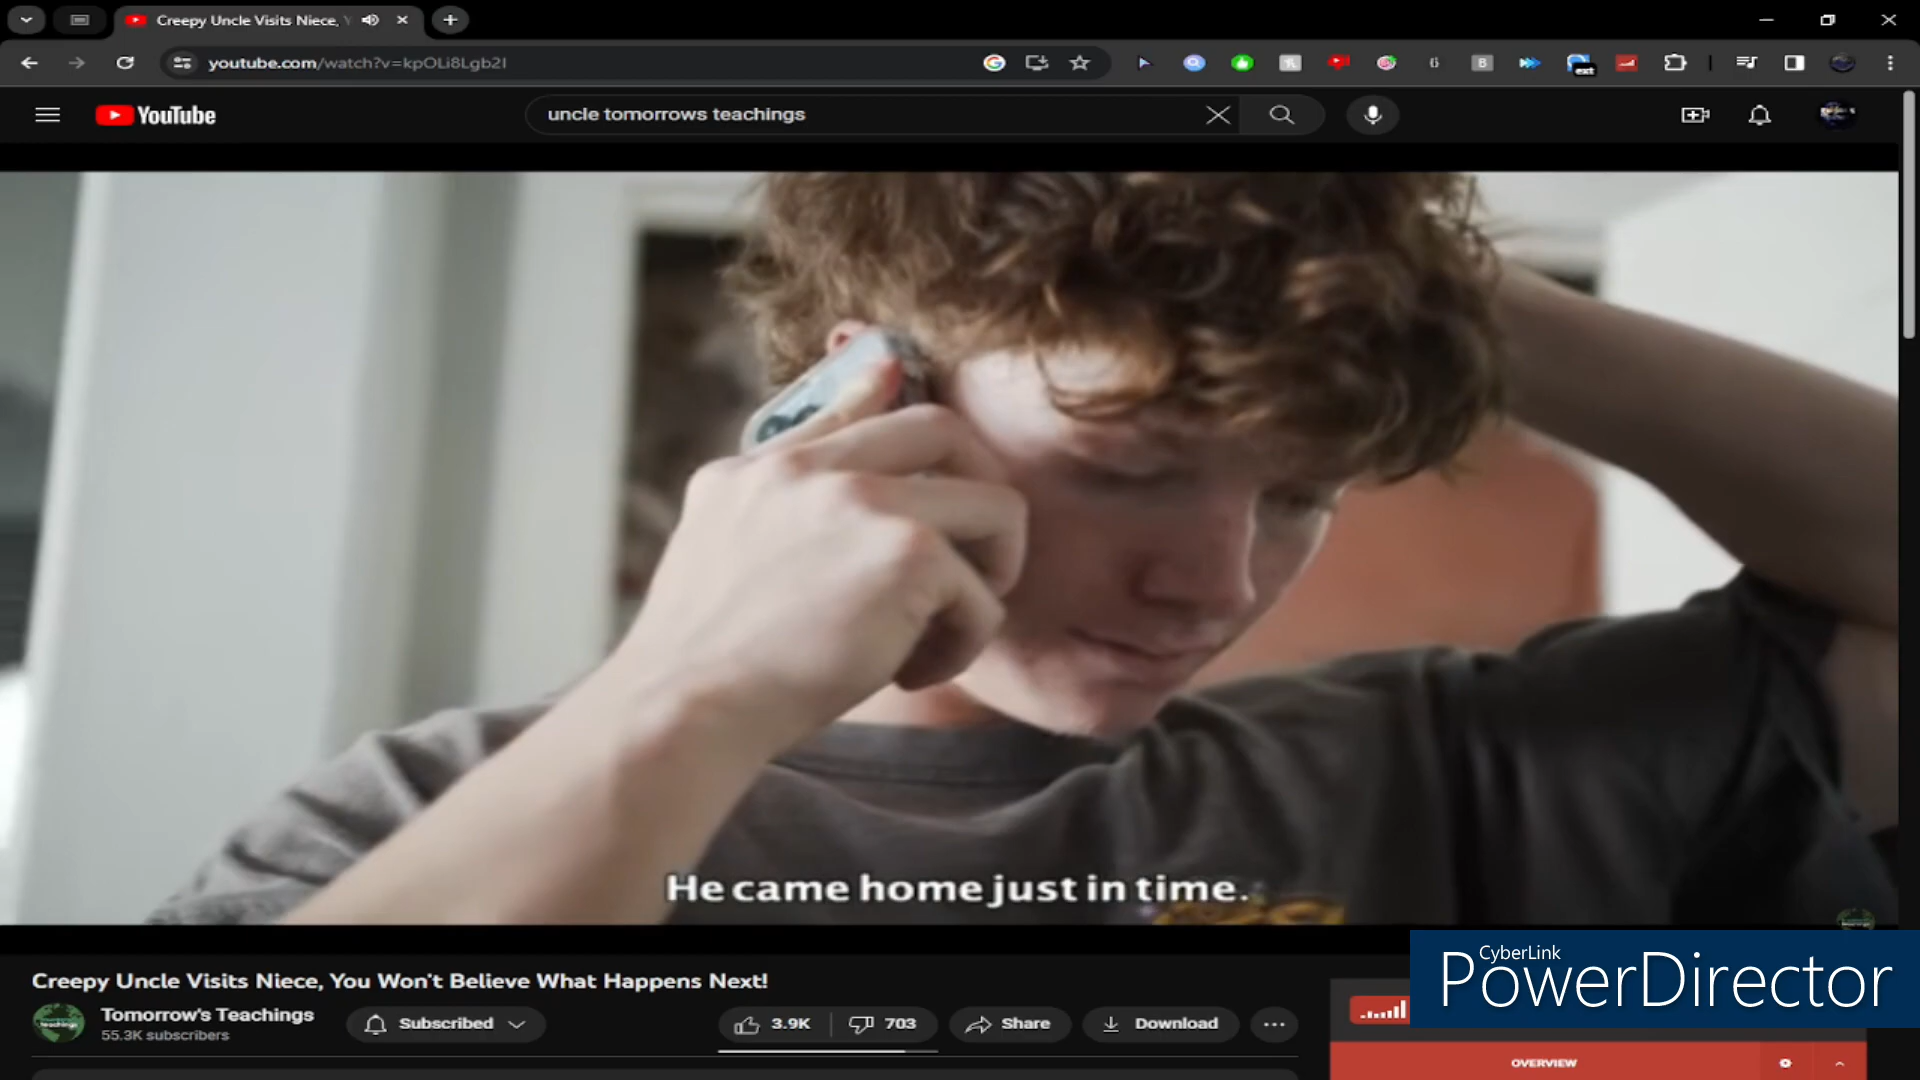 Creepy Uncle Visits Niece, Y
youtube.com/watch?v=kpOLi8Lgb2I
ext
YouTube
uncle tomorrows teachings
He came home just in time.
Creepy Uncle Visits Niece, You Won't Believe What Happens Next!
Tomorrow's Teachings
55.3K subscribers
Subscribed
3.9K
703
Share
Download
CyberLink
PowerDirector
OVERVIEW